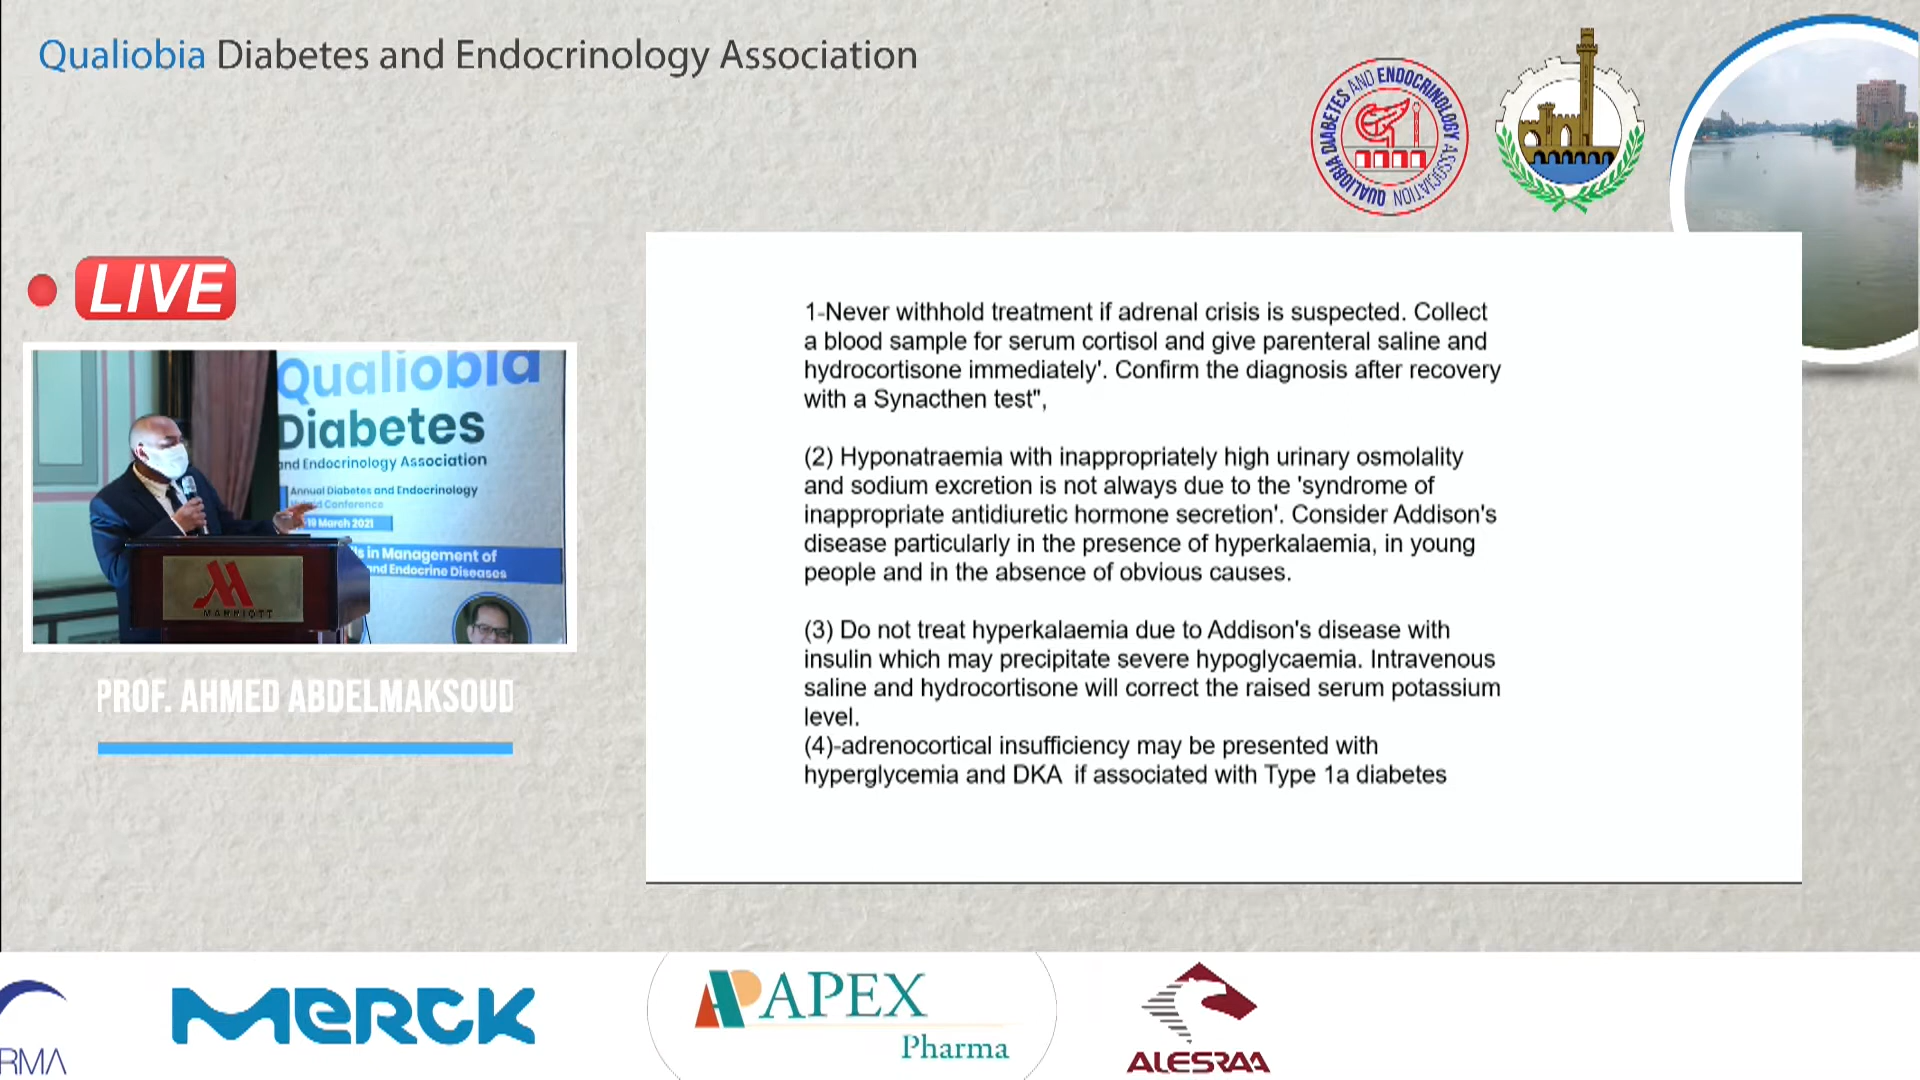 Qualiobia Diabetes and Endocrinology Association
QUALIOBIA DIABETES AND ENDOCRINOLOGY ASSOCIATION
LIVE
Qualiobia
Diabetes
and Endocrinology Association
Annual Diabetes and Endocrinology
Conference
19 March 2021
in Management of
and Endocrine Diseases
MARRIOTT
PROF. AHMED ABDELMAKSOUD
1-Never withhold treatment if adrenal crisis is suspected. Collect
a blood sample for serum cortisol and give parenteral saline and
hydrocortisone immediately'. Confirm the diagnosis after recovery
with a Synacthen test",
(2) Hyponatraemia with inappropriately high urinary osmolality
and sodium excretion is not always due to the 'syndrome of
inappropriate antidiuretic hormone secretion'. Consider Addison's
disease particularly in the presence of hyperkalaemia, in young
people and in the absence of obvious causes.
(3) Do not treat hyperkalaemia due to Addison's disease with
insulin which may precipitate severe hypoglycaemia. Intravenous
saline and hydrocortisone will correct the raised serum potassium
level.
(4)-adrenocortical insufficiency may be presented with
hyperglycemia and DKA  if associated with Type 1a diabetes
RMA
MERCK
APEX
Pharma
ALESRAA